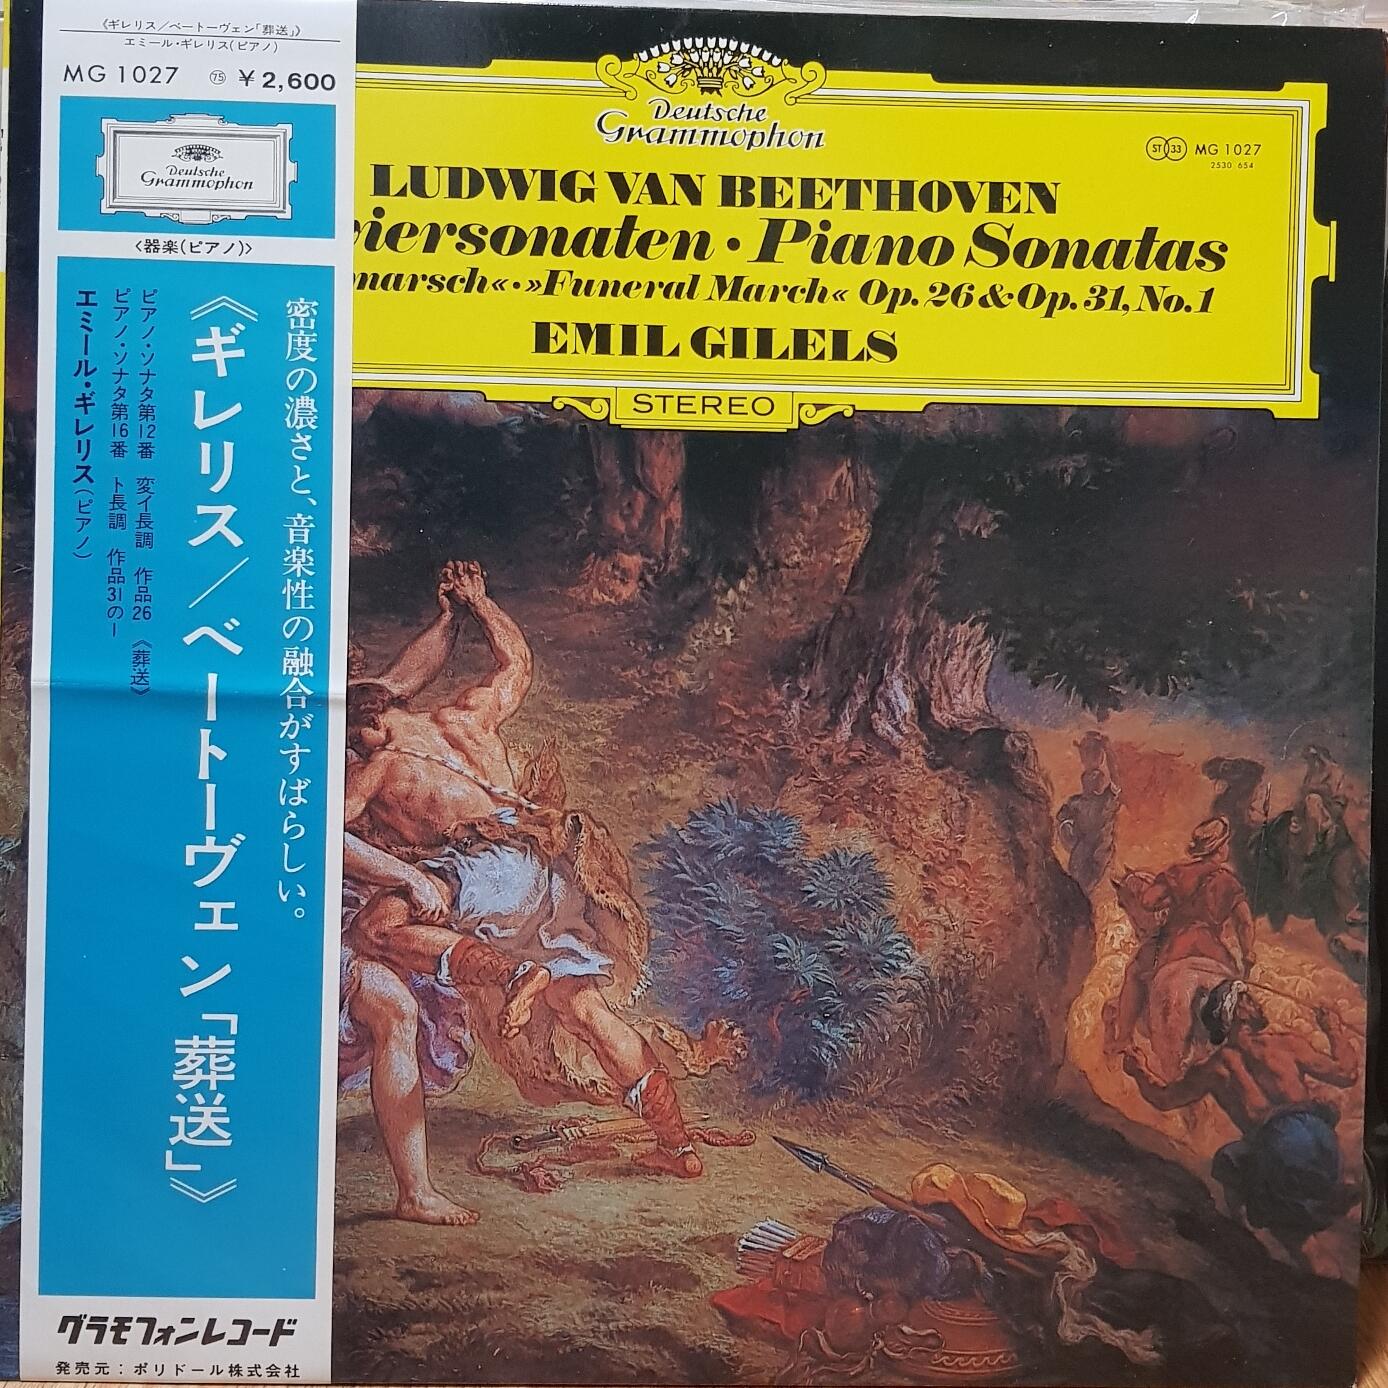 《ギレリス/ベートーヴェン「葬送」》
エミール・ギレリス(ピアノ)
MG 1027 75 ¥2,600
Deutsche
Grammophon
〈器楽(ピアノ)〉
密度の濃さと、音楽性の融合がすばらしい。
《ギレリス/ベートーヴェン「葬送」》
ピアノ・ソナタ第12番 変イ長調 作品26 《葬送》
ピアノ・ソナタ第16番 ト長調 作品31の1
エミール・ギレリス(ピアノ)
グラモフォンレコード
発売元:ポリドール株式会社
Deutsche
Grammophon
ST 33 MG 1027
2530 654
LUDWIG VAN BEETHOVEN
viersonaten · Piano Sonatas
marsch«·»Funeral March« Op. 26 & Op. 31, No. 1
EMIL GILELS
STEREO